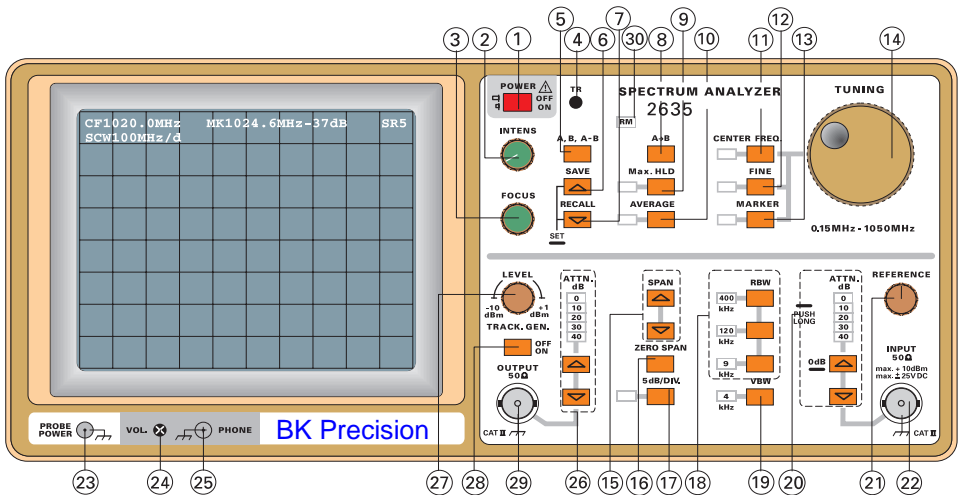 5 4 6 7 30 8 9 10 11 12 13
3 2 1 14
POWER
OFF
ON
TR
SPECTRUM ANALYZER
2635
TUNING
CF1020.0MHz MK1024.6MHz-37dB SR5
SCW100MHz/d
INTENS
RM
A, B, A-B
A→B
CENTER FREQ.
SAVE
Max. HLD
FINE
FOCUS
RECALL
AVERAGE
MARKER
0.15MHz - 1050MHz
SET
LEVEL
-10
dBm
+1
dBm
ATTN.
dB
0
10
20
30
40
SPAN
RBW
400
kHz
120
kHz
9
kHz
ATTN.
dB
0
10
20
30
40
REFERENCE
PUSH
LONG
TRACK. GEN.
OFF
ON
ZERO SPAN
0dB
INPUT
50Ω
max. + 10dBm
max. ± 25V DC
OUTPUT
50Ω
5dB/DIV.
VBW
4
kHz
CAT II
CAT II
PROBE
POWER
VOL.
PHONE
BK Precision
23 24 25 27 28 29 26 15 16 17 18 19 20 21 22